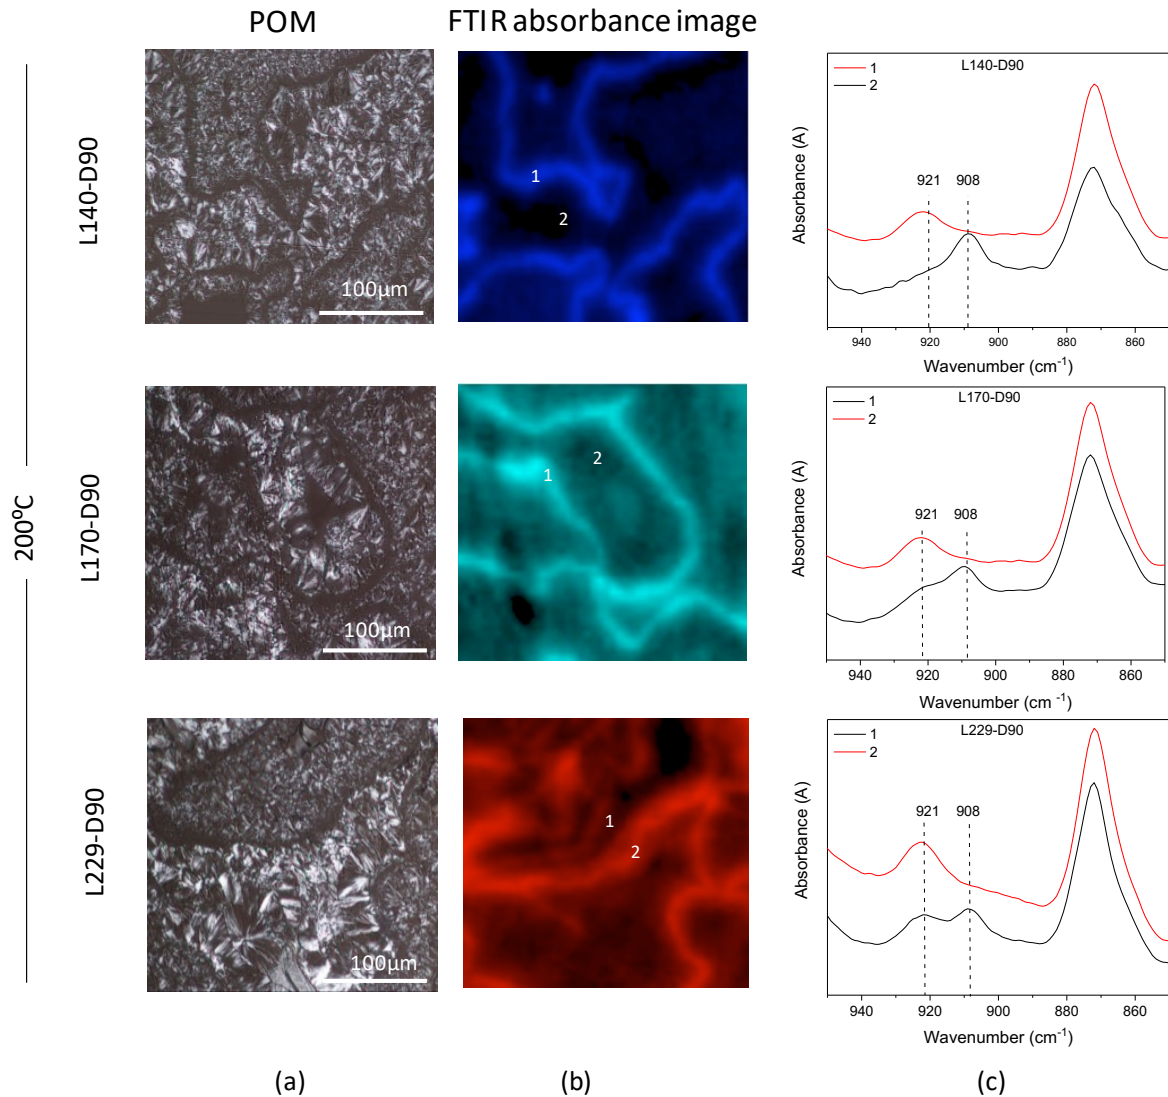 POM
FTIR absorbance image
200⁰C
L140-D90
100µm
1
2
Absorbance (A)
1
2
L140-D90
921
908
940
920
900
880
860
Wavenumber (cm⁻¹)
L170-D90
100µm
1
2
Absorbance (A)
1
2
L170-D90
921
908
940
920
900
880
860
Wavenumber (cm⁻¹)
L229-D90
100µm
1
2
Absorbance (A)
1
2
L229-D90
921
908
940
920
900
880
860
Wavenumber (cm⁻¹)
(a)
(b)
(c)